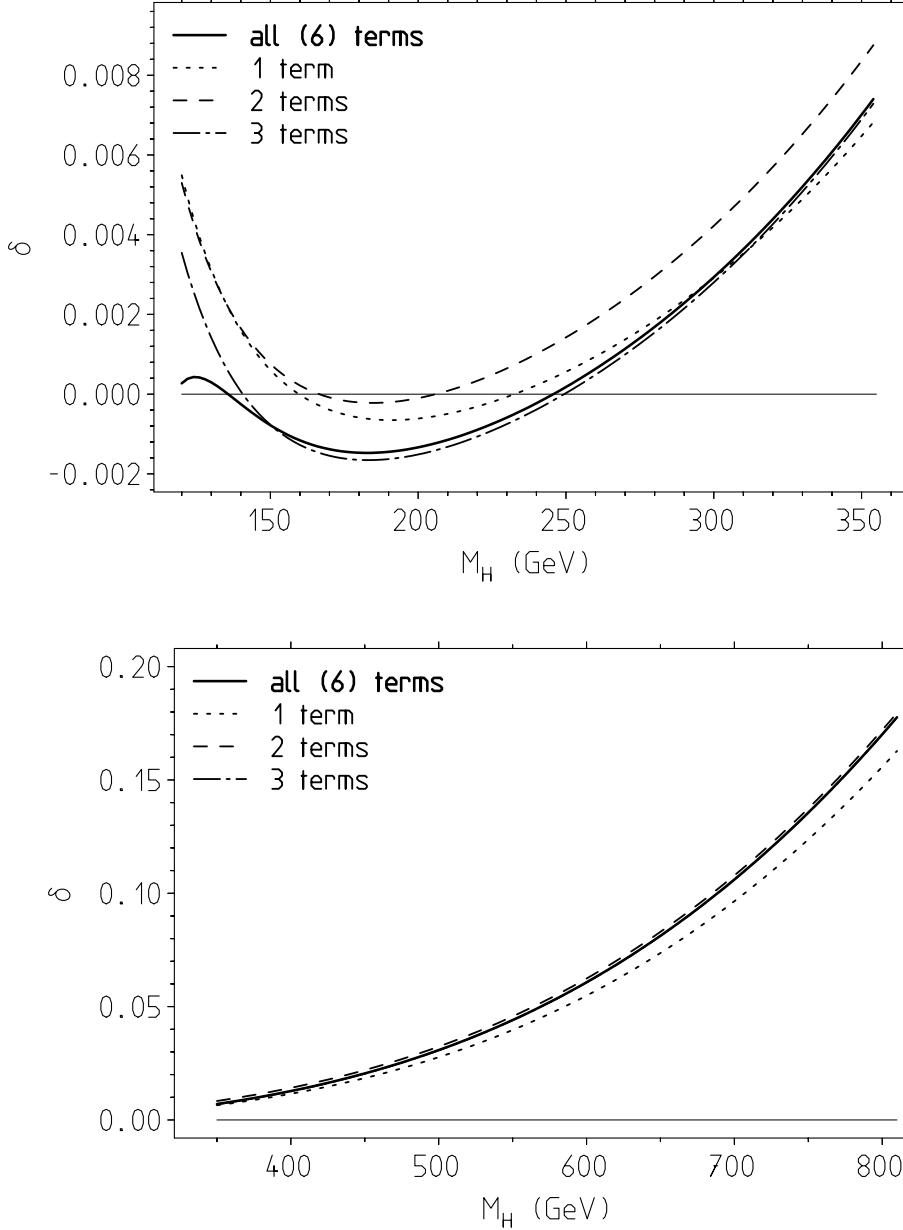 all (6) terms
1 term
2 terms
3 terms
0.008
0.006
0.004
0.002
0.000
-0.002
δ
150 200 250 300 350
M_H (GeV)
0.20
0.15
0.10
0.05
0.00
all (6) terms
1 term
2 terms
3 terms
δ
400 500 600 700 800
M_H (GeV)